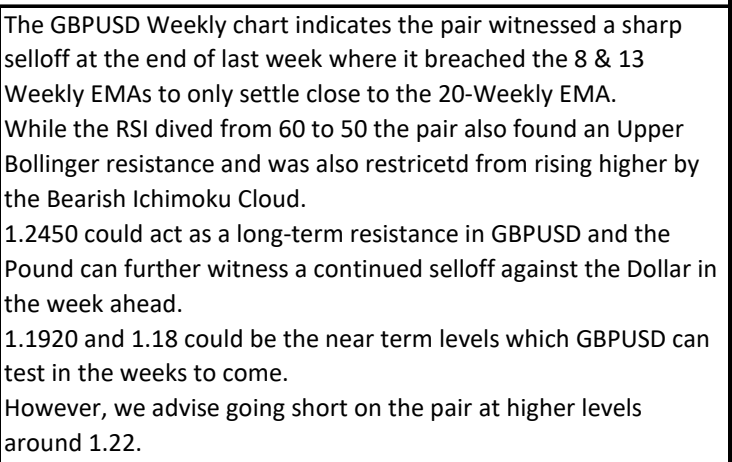 The GBPUSD Weekly chart indicates the pair witnessed a sharp
selloff at the end of last week where it breached the 8 & 13
Weekly EMAs to only settle close to the 20-Weekly EMA.
While the RSI dived from 60 to 50 the pair also found an Upper
Bollinger resistance and was also restricetd from rising higher by
the Bearish Ichimoku Cloud.
1.2450 could act as a long-term resistance in GBPUSD and the
Pound can further witness a continued selloff against the Dollar in
the week ahead.
1.1920 and 1.18 could be the near term levels which GBPUSD can
test in the weeks to come.
However, we advise going short on the pair at higher levels
around 1.22.